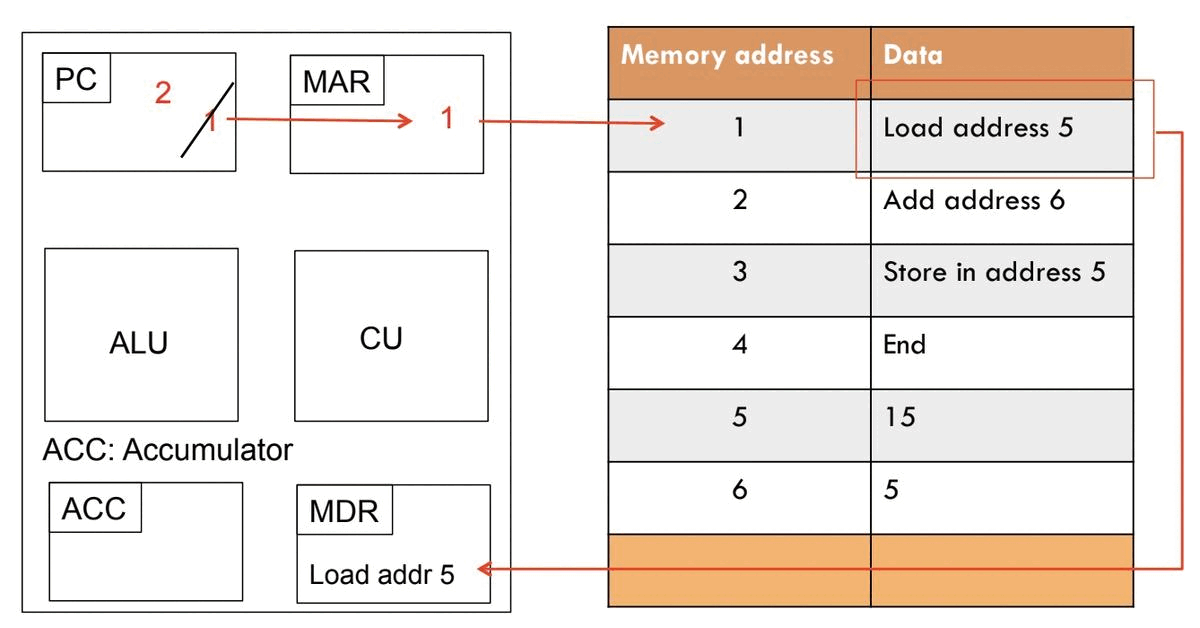 PC
2
1
MAR
1
ALU
CU
ACC: Accumulator
ACC
MDR
Load addr 5
Memory address Data
1 Load address 5
2 Add address 6
3 Store in address 5
4 End
5 15
6 5